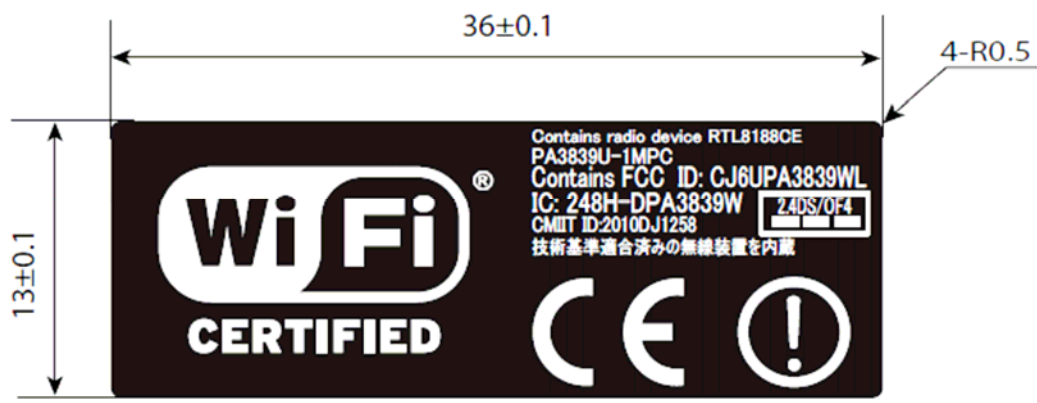 36±0.1
4-R0.5
13±0.1
Wi Fi
®
CERTIFIED
Contains radio device RTL8188CE
PA3839U-1MPC
Contains FCC ID: CJ6UPA3839WL
IC: 248H-DPA3839W
2.4DS/OF4
CMIIT ID:2010DJ1258
技術基準適合済みの無線装置を内蔵
CE
!